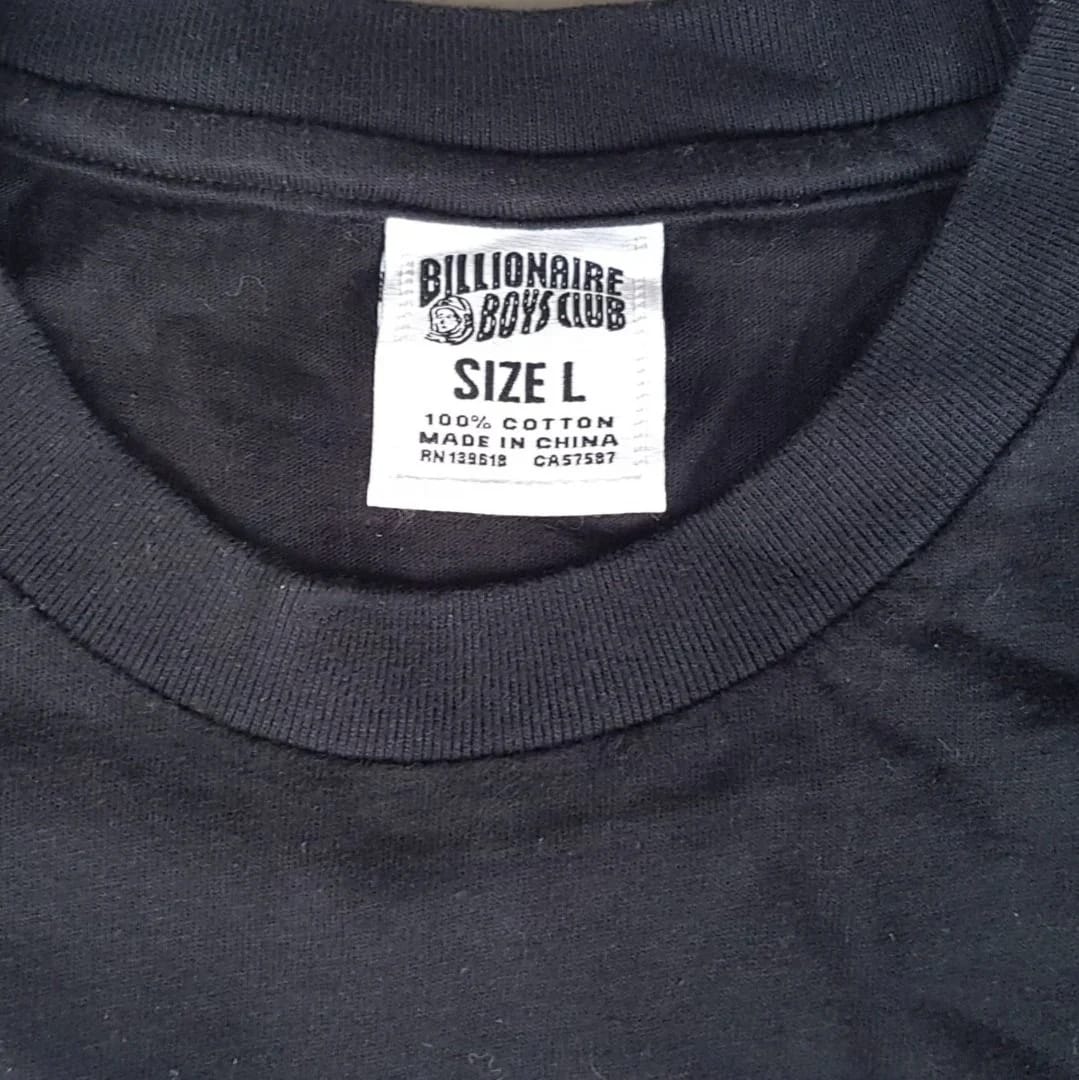 BILLIONAIRE
BOYS CLUB
SIZE L
100% COTTON
MADE IN CHINA
RN139618 CA57587